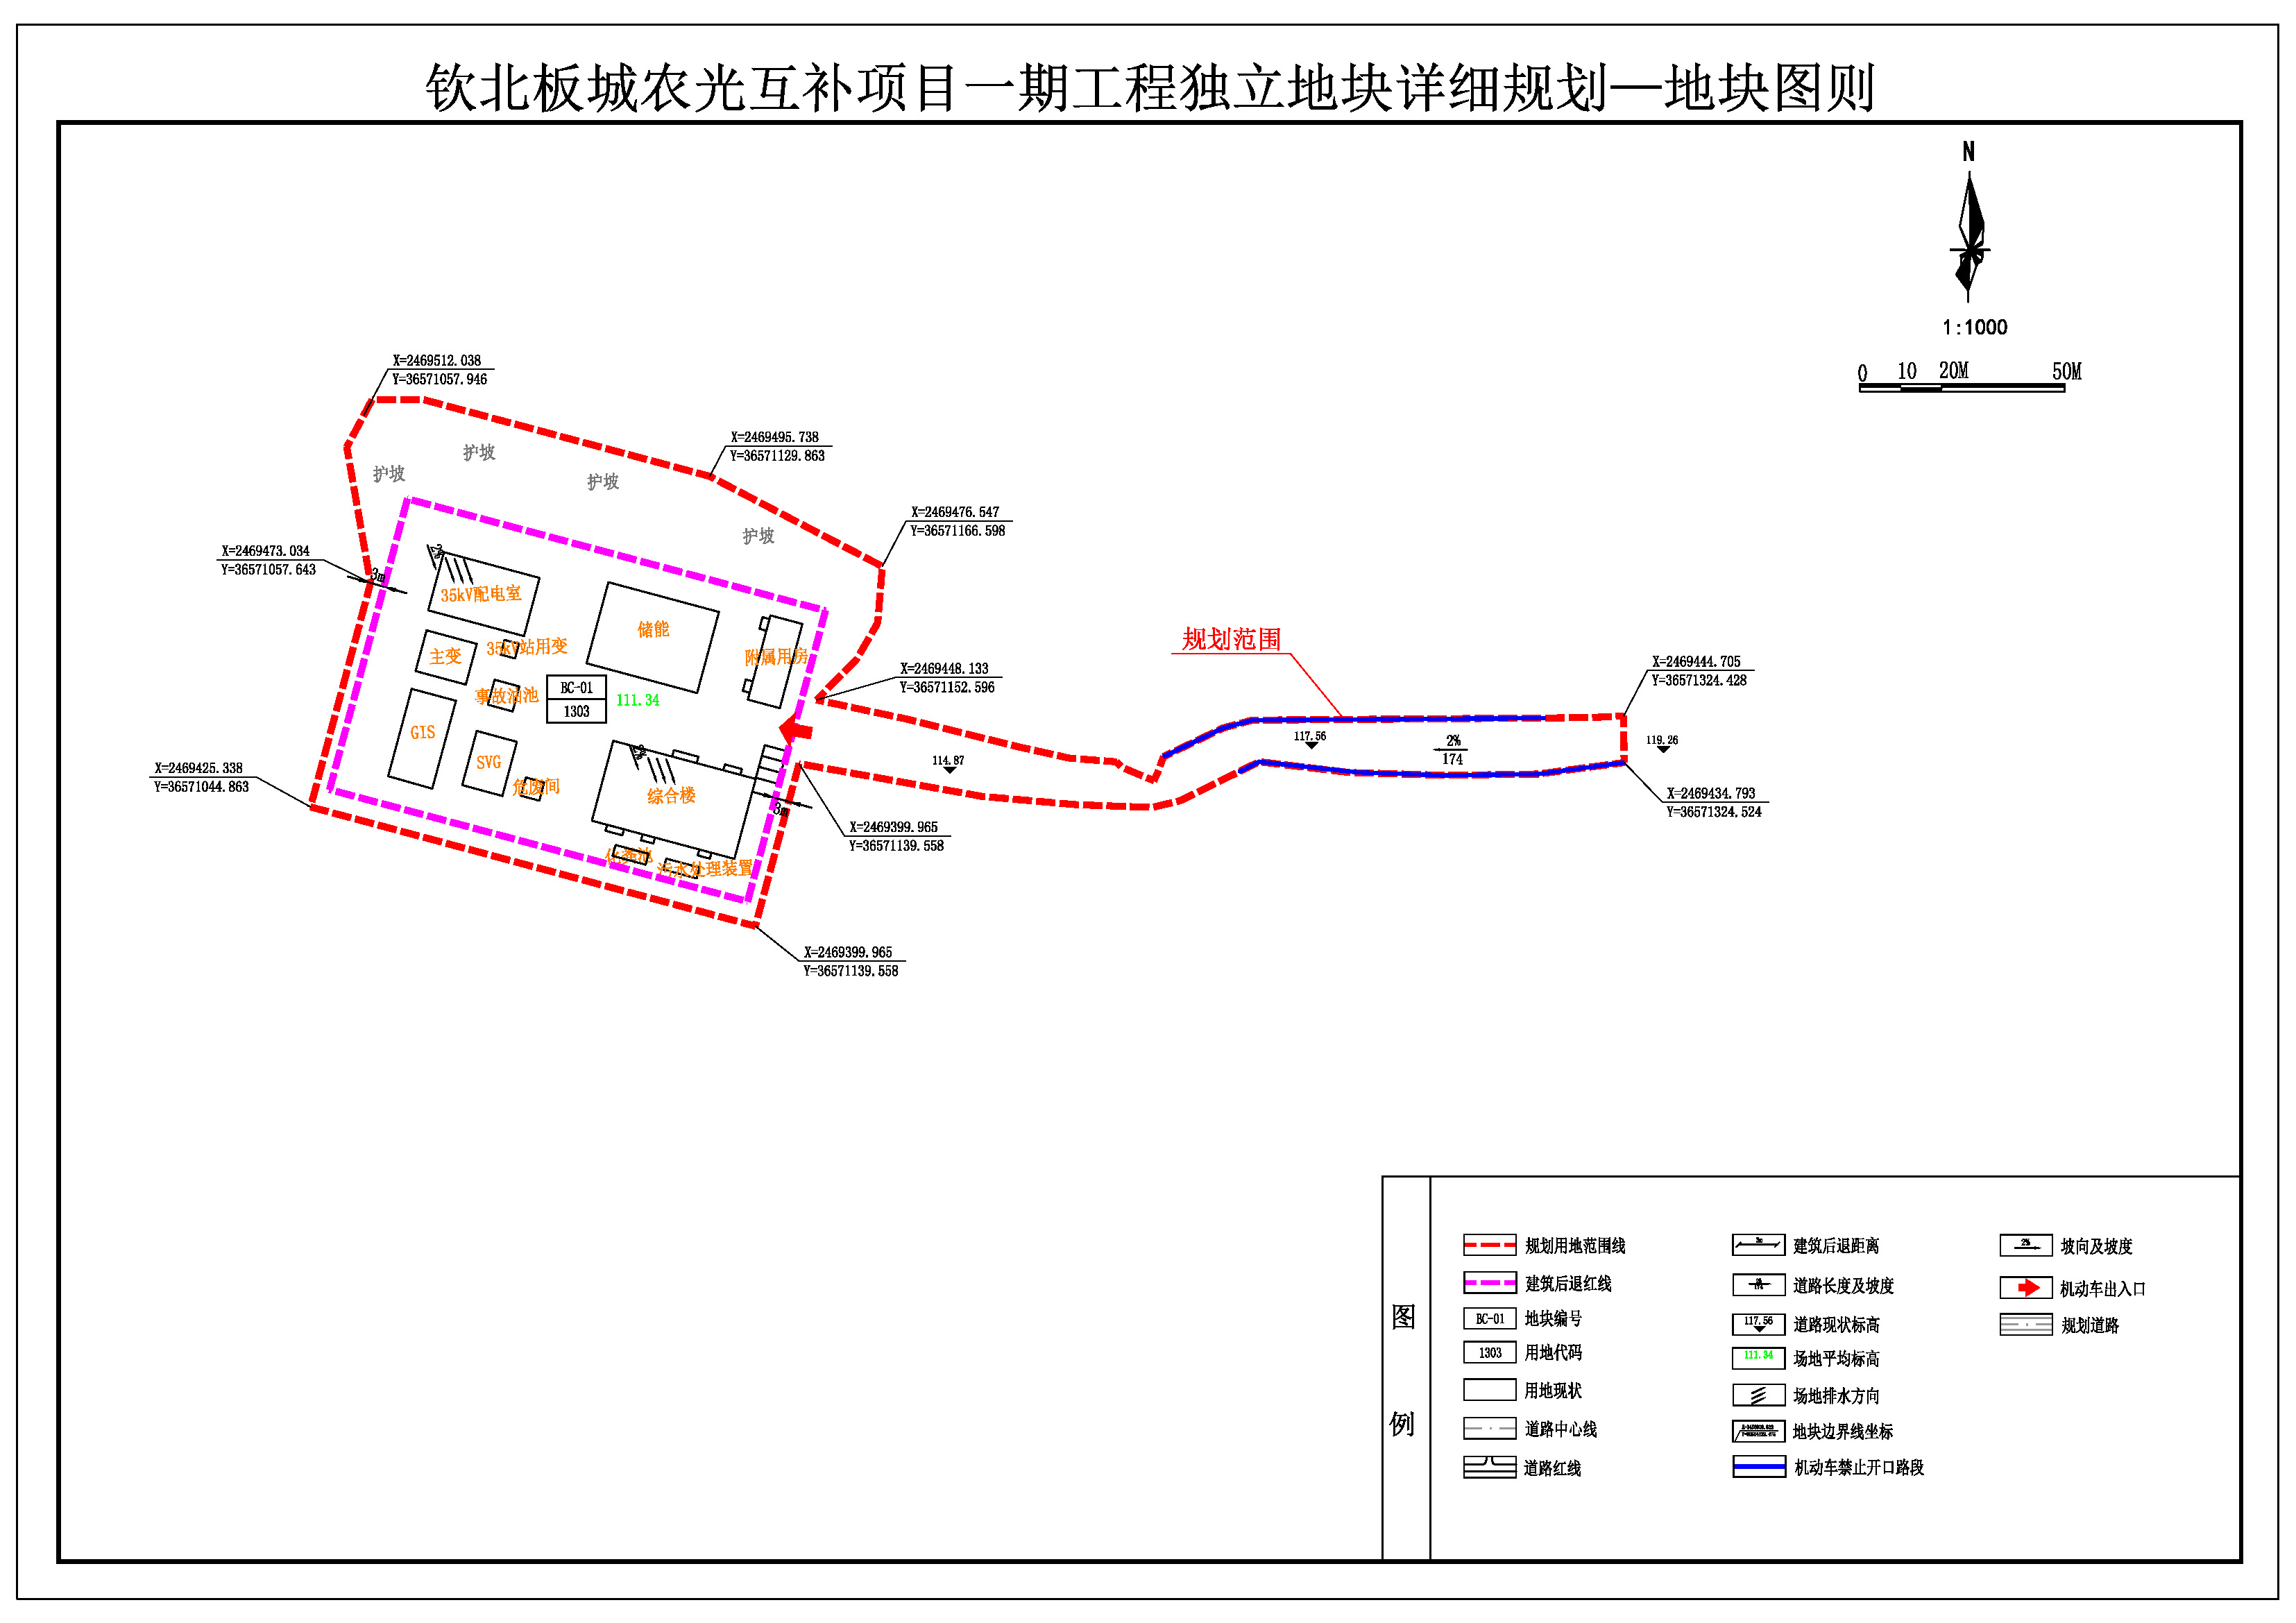 钦北板城农光互补项目一期工程独立地块详细规划—地块图则
N
1:1000
0 10 20M 50M
X=2469512.038
Y=36571057.946
X=2469495.738
Y=36571129.863
护坡
护坡
护坡
护坡
X=2469476.547
Y=36571166.598
X=2469473.034
Y=36571057.643
3m
2%
35kV配电室
储能
35kV站用变
主变
附属用房
规划范围
X=2469448.133
Y=36571152.596
X=2469444.705
Y=36571324.428
事故油池
BC-01
1303
111.34
GIS
SVG
危废间
2%
综合楼
114.87
117.56
2%
174
119.26
X=2469425.338
Y=36571044.863
X=2469434.793
Y=36571324.524
3m
X=2469399.965
Y=36571139.558
化粪池
污水处理装置
X=2469399.965
Y=36571139.558
图例
规划用地范围线
建筑后退红线
BC-01 地块编号
1303 用地代码
用地现状
道路中心线
道路红线
建筑后退距离
道路长度及坡度
117.56 道路现状标高
111.34 场地平均标高
场地排水方向
地块边界线坐标
机动车禁止开口路段
2% 坡向及坡度
机动车出入口
规划道路